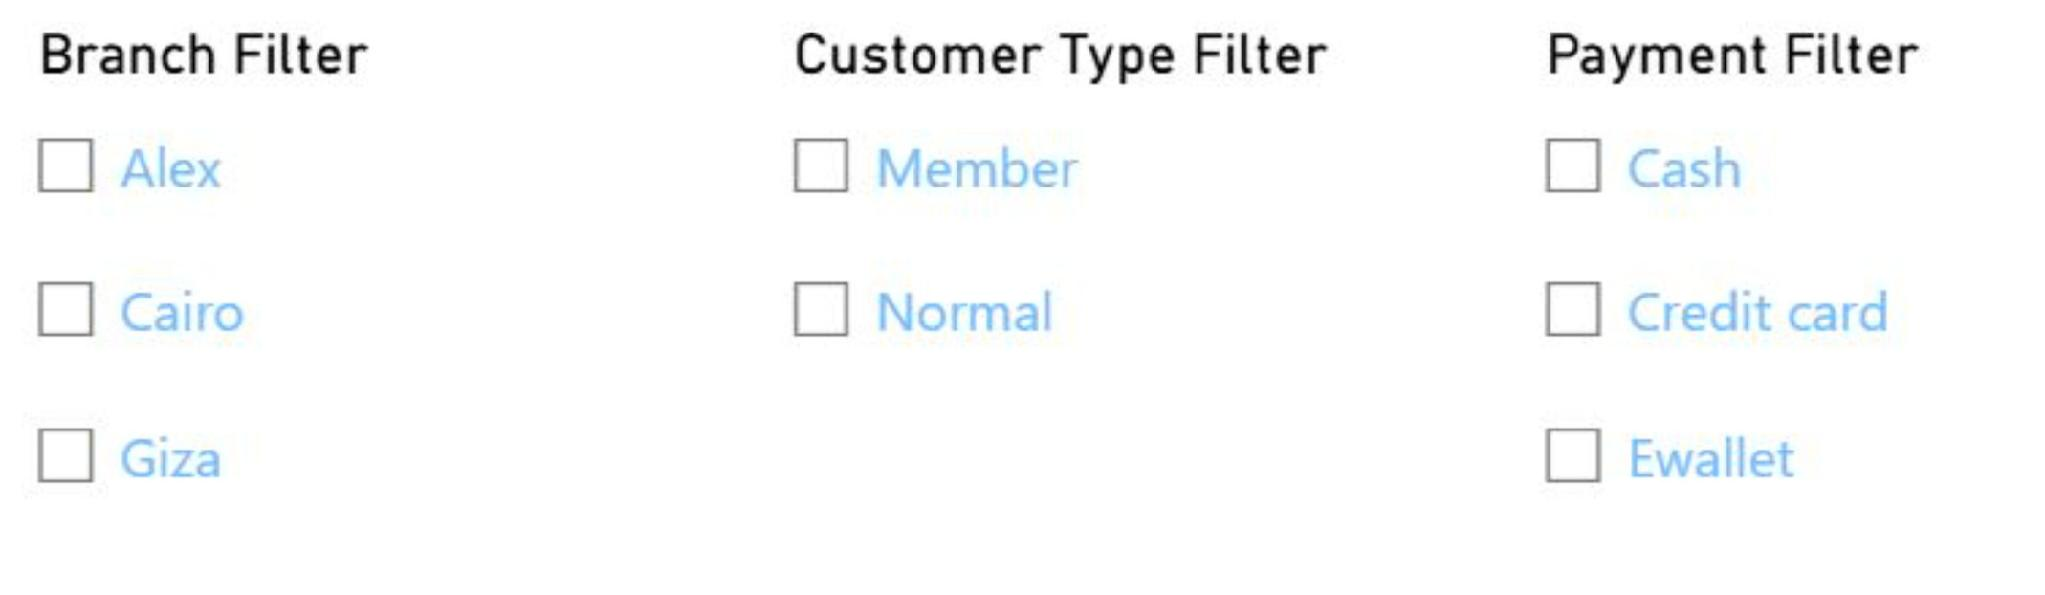 Branch Filter
Alex
Cairo
Giza
Customer Type Filter
Member
Normal
Payment Filter
Cash
Credit card
Ewallet